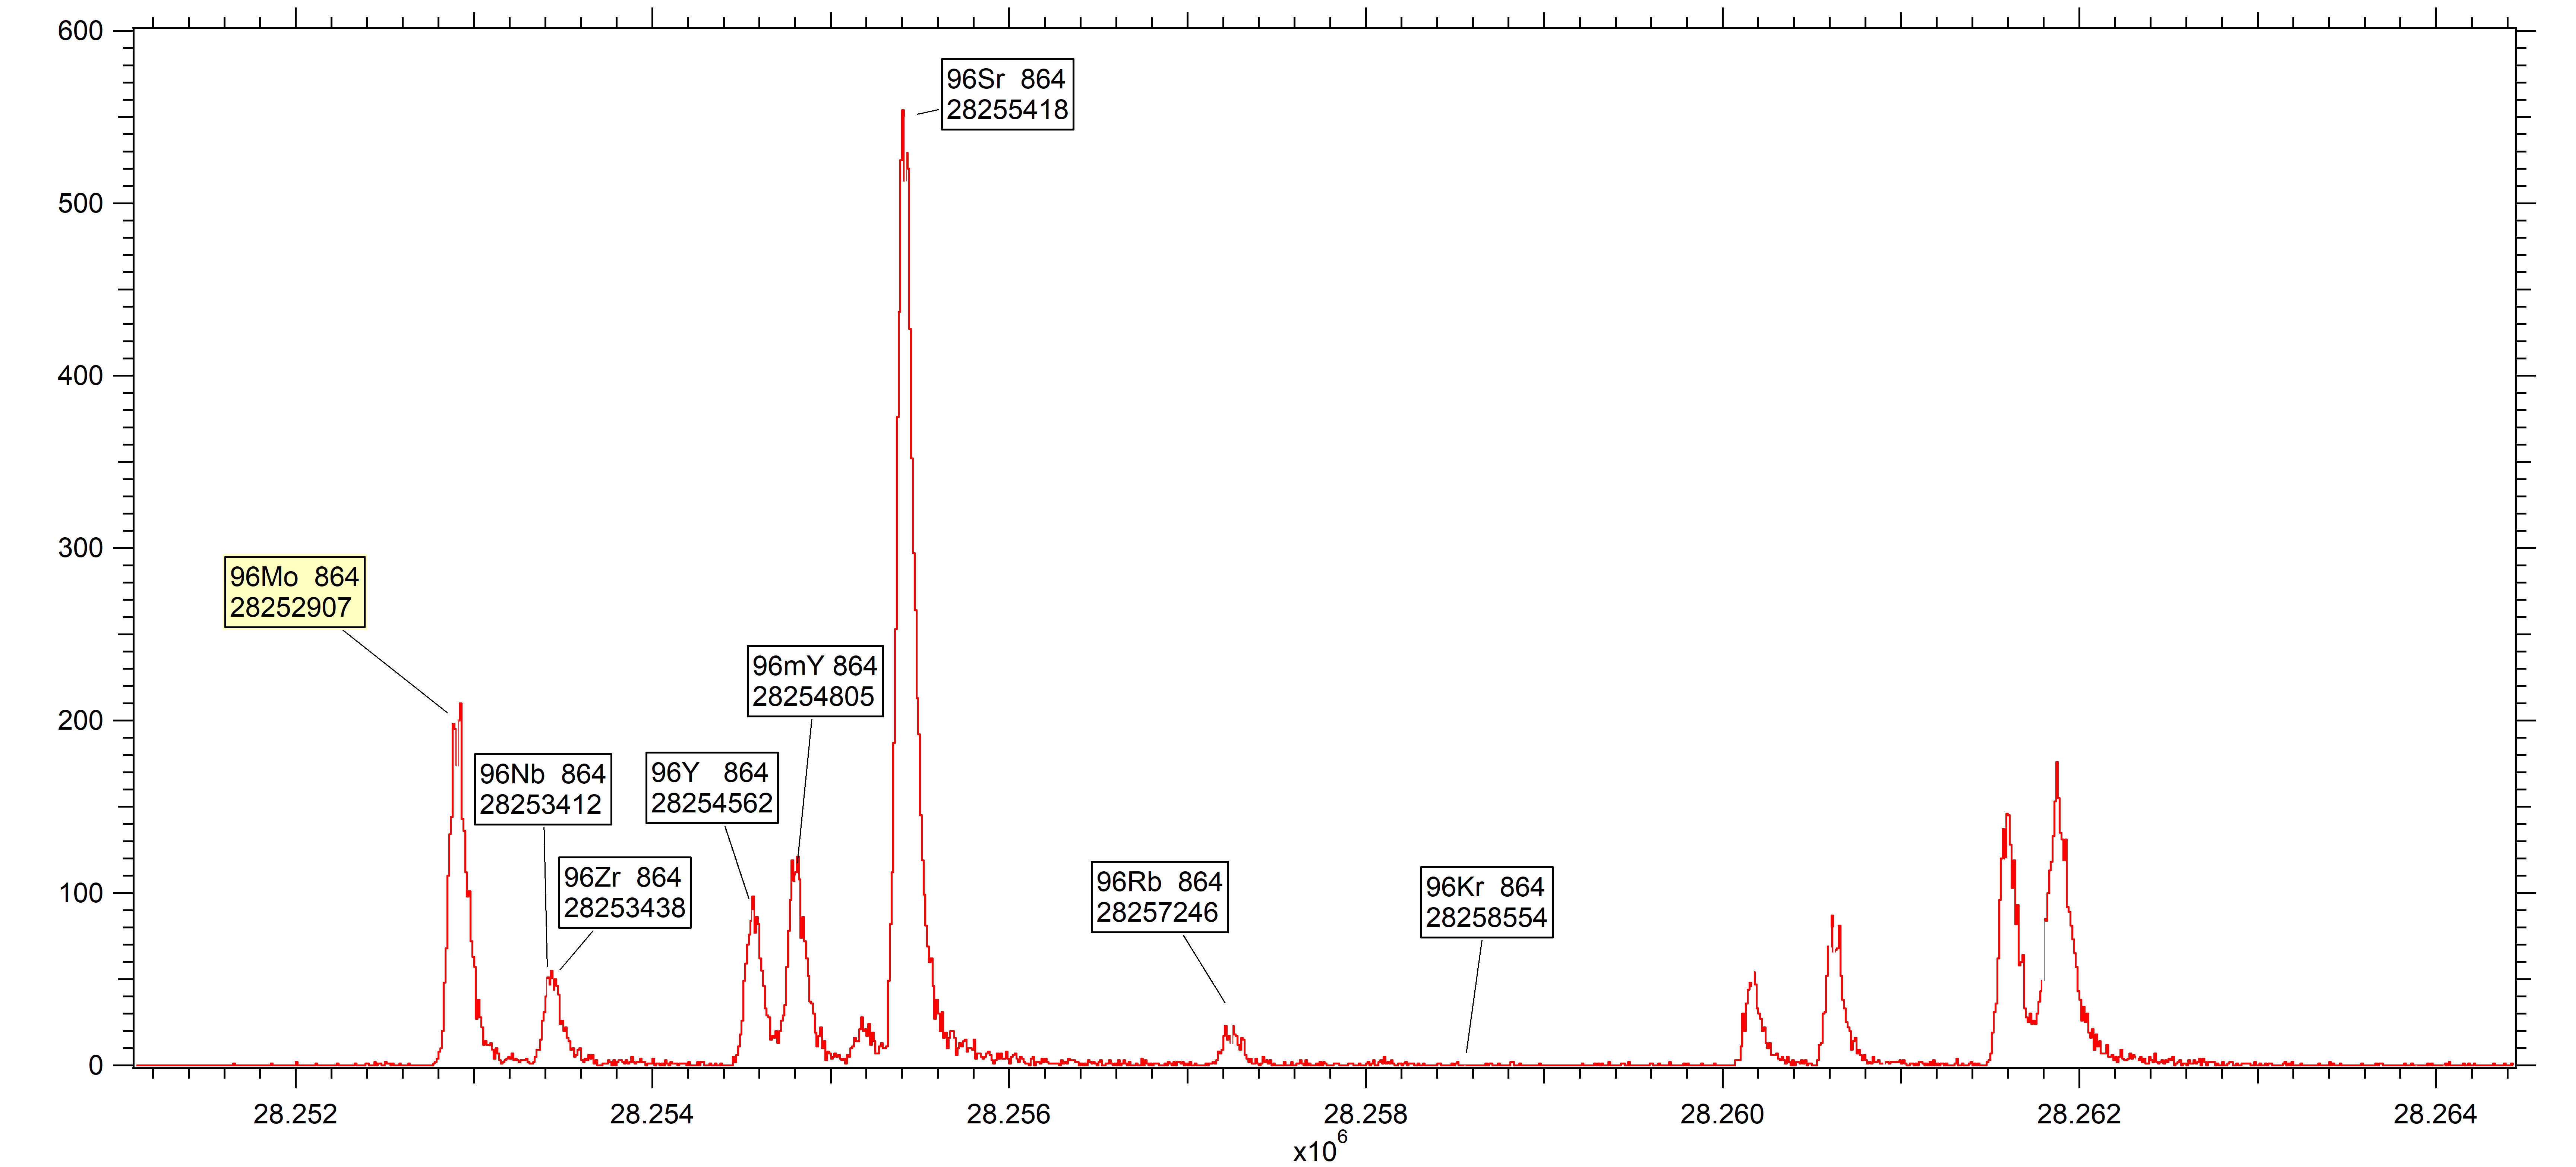 600
500
400
300
200
100
0
96Sr 864
28255418
96Mo 864
28252907
96mY 864
28254805
96Nb 864
28253412
96Y 864
28254562
96Zr 864
28253438
96Rb 864
28257246
96Kr 864
28258554
28.252 28.254 28.256 28.258 28.260 28.262 28.264
x10⁶